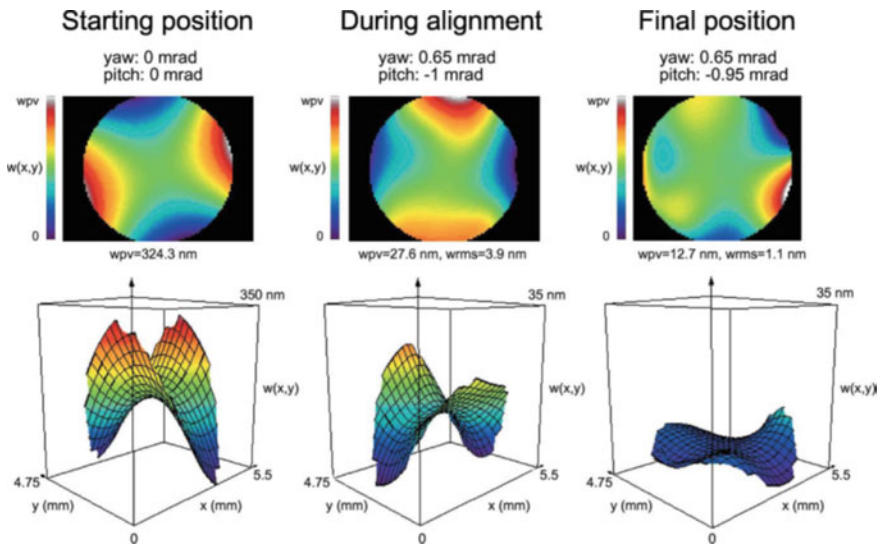 Starting position
During alignment
Final position
yaw: 0 mrad
pitch: 0 mrad
yaw: 0.65 mrad
pitch: -1 mrad
yaw: 0.65 mrad
pitch: -0.95 mrad
wpv
w(x,y)
0
wpv
w(x,y)
0
wpv
w(x,y)
0
wpv=324.3 nm
wpv=27.6 nm, wrms=3.9 nm
wpv=12.7 nm, wrms=1.1 nm
350 nm
w(x,y)
4.75
5.5
y (mm)
x (mm)
0
35 nm
w(x,y)
4.75
5.5
y (mm)
x (mm)
0
35 nm
w(x,y)
4.75
5.5
y (mm)
x (mm)
0